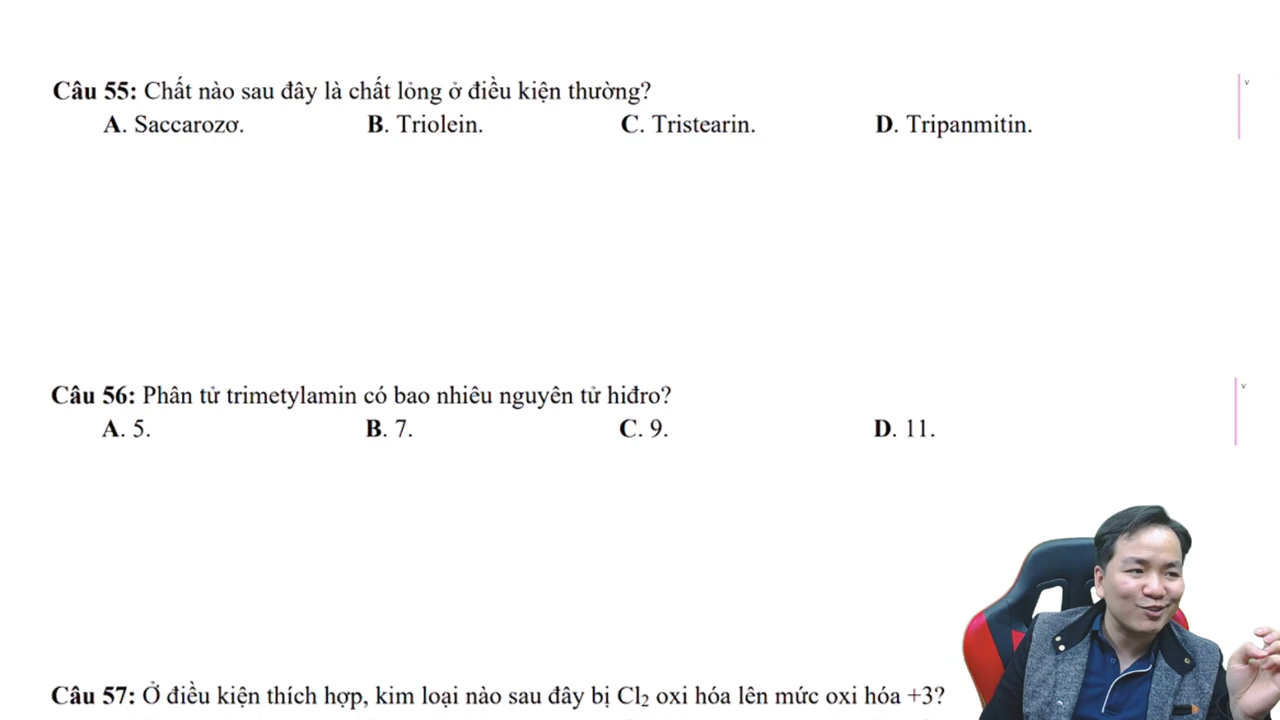 Câu 55: Chất nào sau đây là chất lỏng ở điều kiện thường?
A. Saccarozơ. B. Triolein. C. Tristearin. D. Tripanmitin.
Câu 56: Phân tử trimetylamin có bao nhiêu nguyên tử hiđro?
A. 5. B. 7. C. 9. D. 11.
Câu 57: Ở điều kiện thích hợp, kim loại nào sau đây bị Cl₂ oxi hóa lên mức oxi hóa +3?